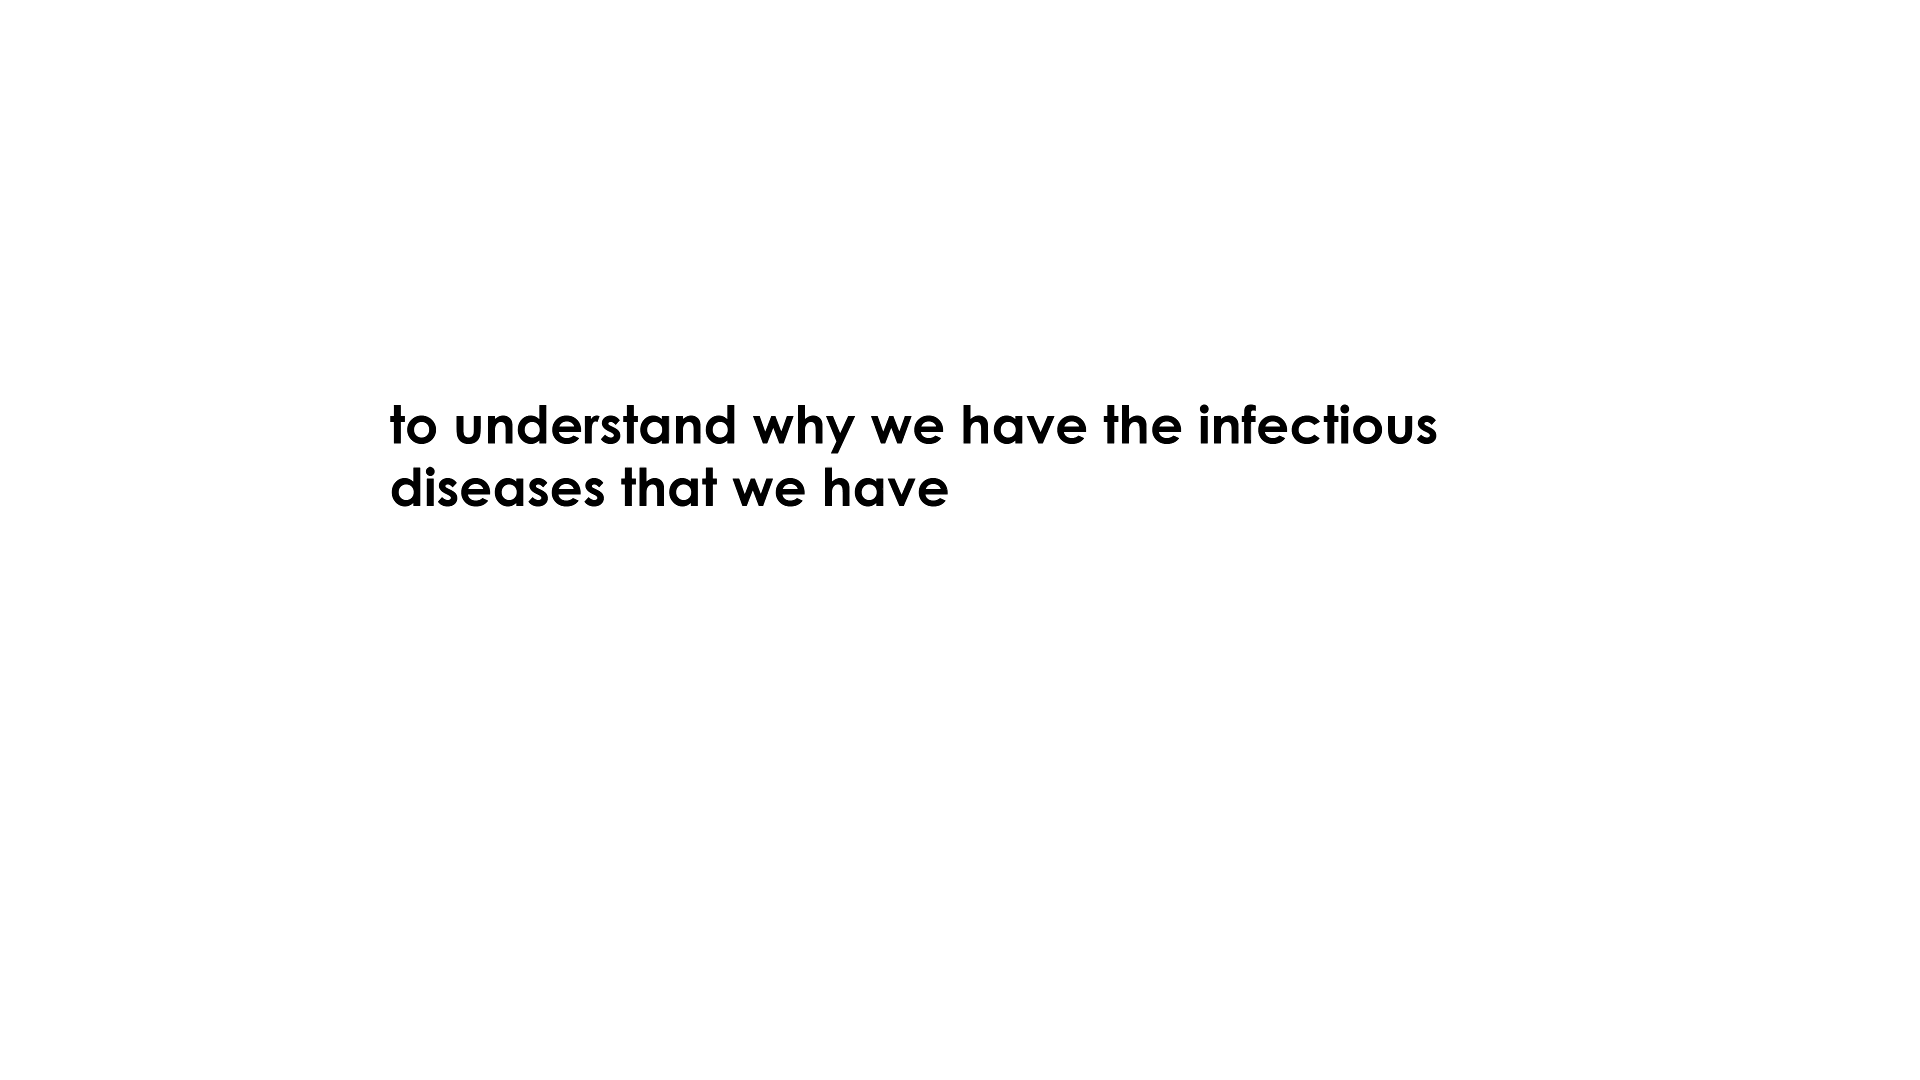 to understand why we have the infectious
diseases that we have